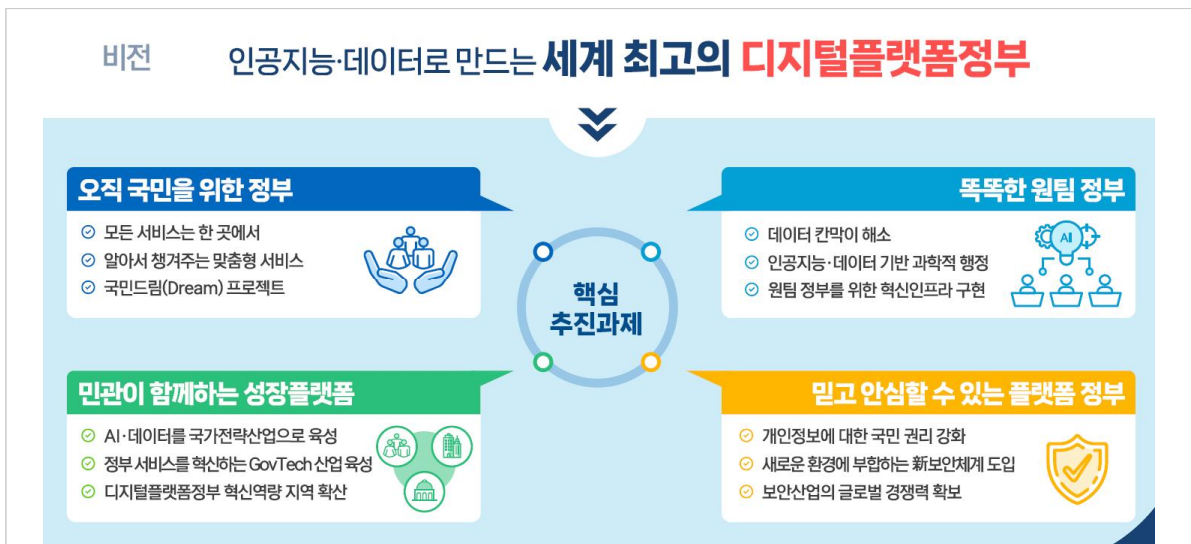 비전
인공지능·데이터로 만드는 세계 최고의 디지털플랫폼정부
오직 국민을 위한 정부
모든 서비스는 한 곳에서
알아서 챙겨주는 맞춤형 서비스
국민드림(Dream) 프로젝트
똑똑한 원팀 정부
데이터 칸막이 해소
인공지능·데이터 기반 과학적 행정
원팀 정부를 위한 혁신인프라 구현
AI
핵심
추진과제
민관이 함께하는 성장플랫폼
AI·데이터를 국가전략산업으로 육성
정부 서비스를 혁신하는 GovTech 산업 육성
디지털플랫폼정부 혁신역량 지역 확산
믿고 안심할 수 있는 플랫폼 정부
개인정보에 대한 국민 권리 강화
새로운 환경에 부합하는 新보안체계 도입
보안산업의 글로벌 경쟁력 확보